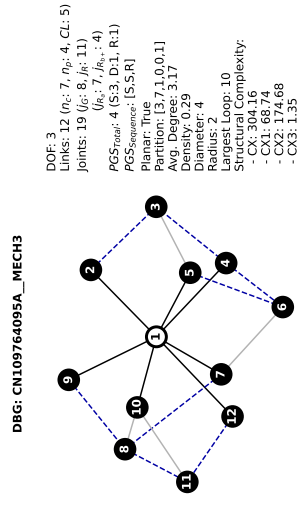 DBG: CN109764095A__MECH3
9
2
8
10
1
3
11
5
7
4
12
6
DOF: 3
Links: 12 (n_C: 7, n_P: 4, CL: 5)
Joints: 19 (j_G: 8, j_R: 11)
(j_Ra: 7, j_Rb+: 4)
PGS_Total: 4 (S:3, D:1, R:1)
PGS_Sequence: [S,S,R]
Planar: True
Partition: [3,7,1,0,0,1]
Avg. Degree: 3.17
Density: 0.29
Diameter: 4
Radius: 2
Largest Loop: 10
Structural Complexity:
- CX: 304.16
- CX1: 68.74
- CX2: 174.68
- CX3: 1.35